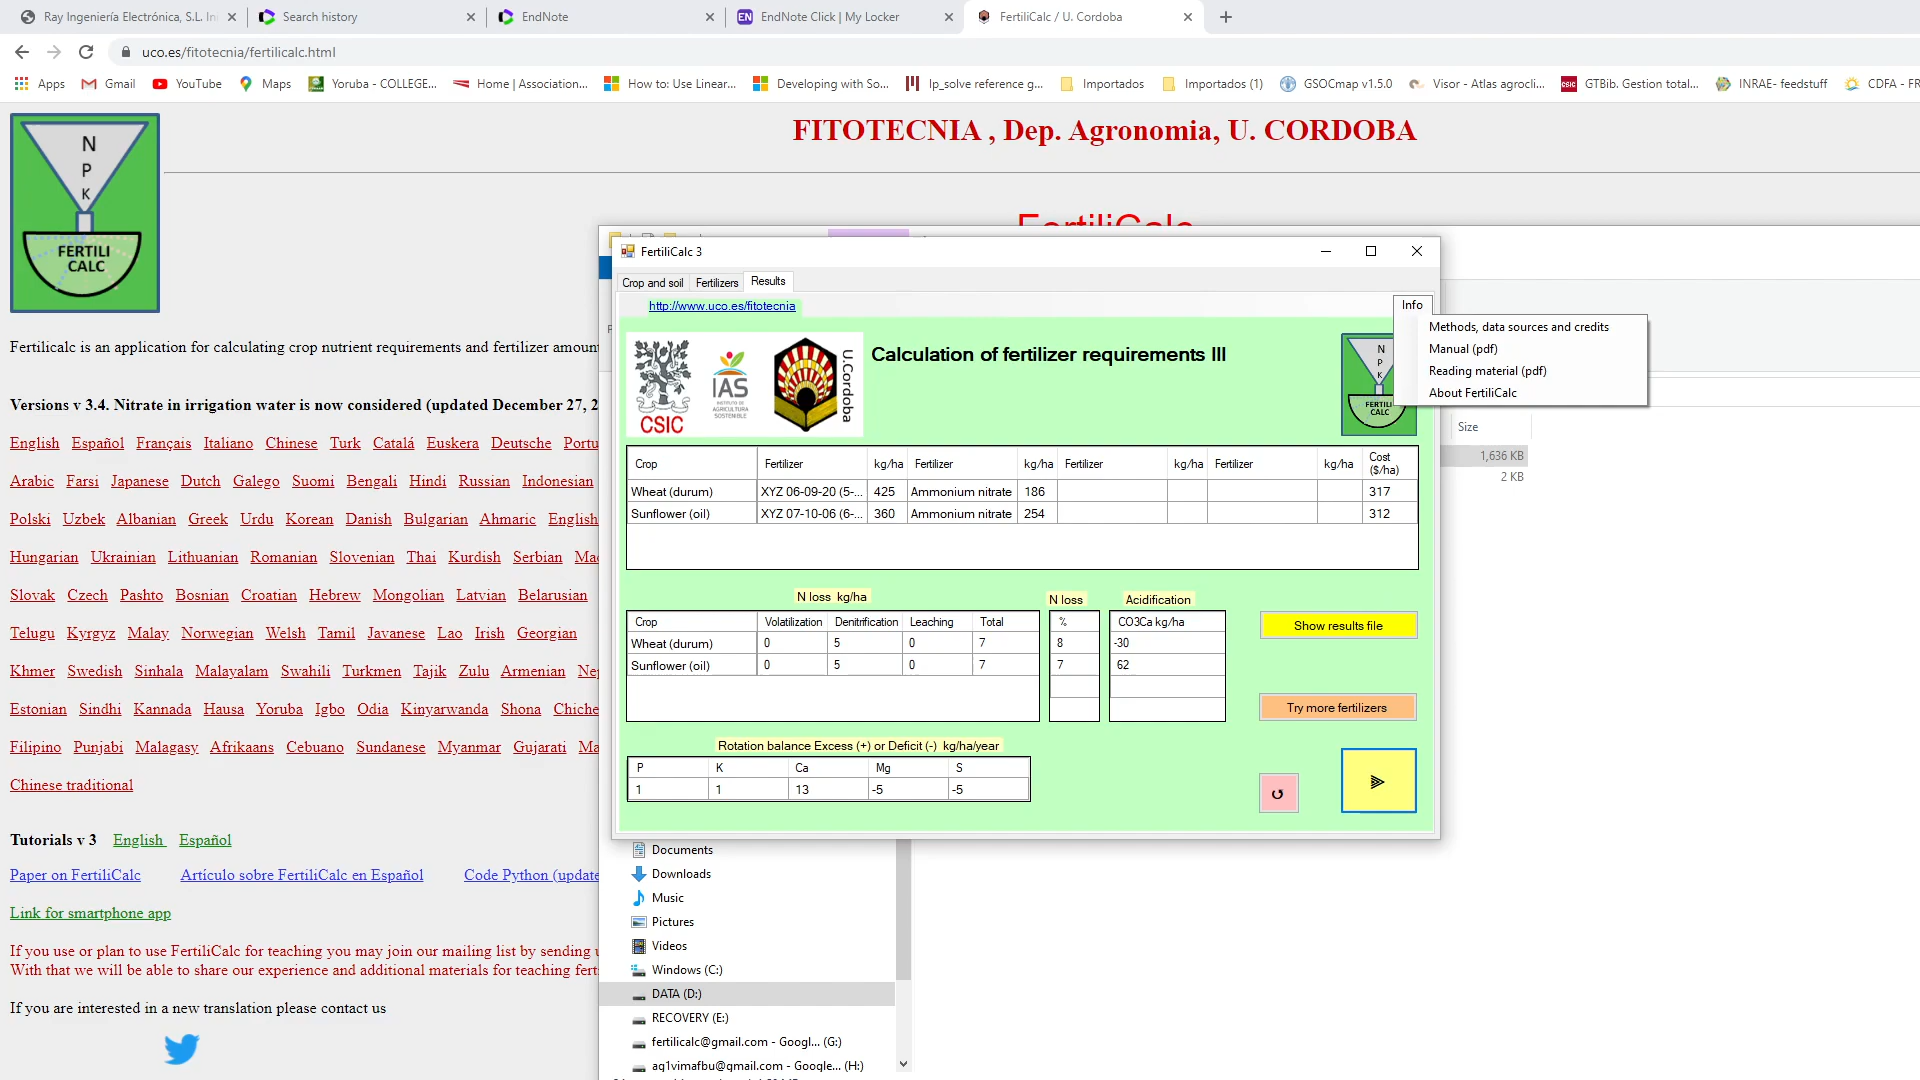 Ray Ingeniería Electrónica, S.L. In
Search history
EndNote
EndNote Click | My Locker
FertiliCalc / U. Cordoba
uco.es/fitotecnia/fertilicalc.html
Apps Gmail YouTube Maps Yoruba - COLLEGE... Home | Association... How to: Use Linear... Developing with So... lp_solve reference g... Importados Importados (1) GSOCmap v1.5.0 Visor - Atlas agrocli... GTBib. Gestion total... INRAE- feedstuff CDFA - FR
N
P
K
FERTILI
CALC
FITOTECNIA , Dep. Agronomia, U. CORDOBA
FertiliCalc
Fertilicalc is an application for calculating crop nutrient requirements and fertilizer amoun
Versions v 3.4. Nitrate in irrigation water is now considered (updated December 27, 2
English Español Français Italiano Chinese Turk Catalá Euskera Deutsche Portu
Arabic Farsi Japanese Dutch Galego Suomi Bengali Hindi Russian Indonesian
Polski Uzbek Albanian Greek Urdu Korean Danish Bulgarian Ahmaric English
Hungarian Ukrainian Lithuanian Romanian Slovenian Thai Kurdish Serbian Mac
Slovak Czech Pashto Bosnian Croatian Hebrew Mongolian Latvian Belarusian
Telugu Kyrgyz Malay Norwegian Welsh Tamil Javanese Lao Irish Georgian
Khmer Swedish Sinhala Malayalam Swahili Turkmen Tajik Zulu Armenian Nep
Estonian Sindhi Kannada Hausa Yoruba Igbo Odia Kinyarwanda Shona Chiche
Filipino Punjabi Malagasy Afrikaans Cebuano Sundanese Myanmar Gujarati Ma
Chinese traditional
Tutorials v 3 English Español
Paper on FertiliCalc Artículo sobre FertiliCalc en Español Code Python (update
Link for smartphone app
If you use or plan to use FertiliCalc for teaching you may join our mailing list by sending
With that we will be able to share our experience and additional materials for teaching fert
If you are interested in a new translation please contact us
FertiliCalc 3
Crop and soil Fertilizers Results
http://www.uco.es/fitotecnia
Info
Methods, data sources and credits
Manual (pdf)
Reading material (pdf)
About FertiliCalc
CSIC
IAS
INSTITUTO DE
AGRICULTURA
SOSTENIBLE
U.Cordoba
Calculation of fertilizer requirements III
N
P
K
FERTILI
CALC
Crop Fertilizer kg/ha Fertilizer kg/ha Fertilizer kg/ha Fertilizer kg/ha Cost ($/ha)
Wheat (durum) XYZ 06-09-20 (5-... 425 Ammonium nitrate 186 317
Sunflower (oil) XYZ 07-10-06 (6-... 360 Ammonium nitrate 254 312
N loss kg/ha N loss Acidification
Crop Volatilization Denitrification Leaching Total % CO3Ca kg/ha
Wheat (durum) 0 5 0 7 8 -30
Sunflower (oil) 0 5 0 7 7 62
Show results file
Try more fertilizers
Rotation balance Excess (+) or Deficit (-) kg/ha/year
P K Ca Mg S
1 1 13 -5 -5
Size
1,636 KB
2 KB
Documents
Downloads
Music
Pictures
Videos
Windows (C:)
DATA (D:)
RECOVERY (E:)
fertilicalc@gmail.com - Googl... (G:)
ag1vimafbu@gmail.com - Google... (H:)